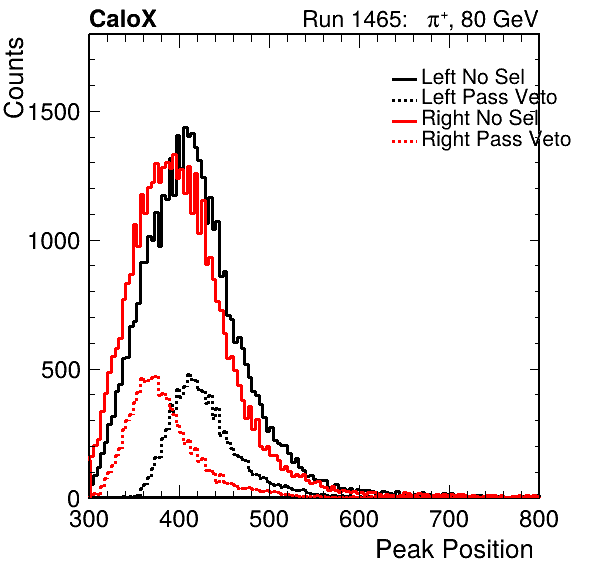 CaloX
Run 1465: π⁺, 80 GeV
Counts
Left No Sel
Left Pass Veto
Right No Sel
Right Pass Veto
1500
1000
500
0
300 400 500 600 700 800
Peak Position